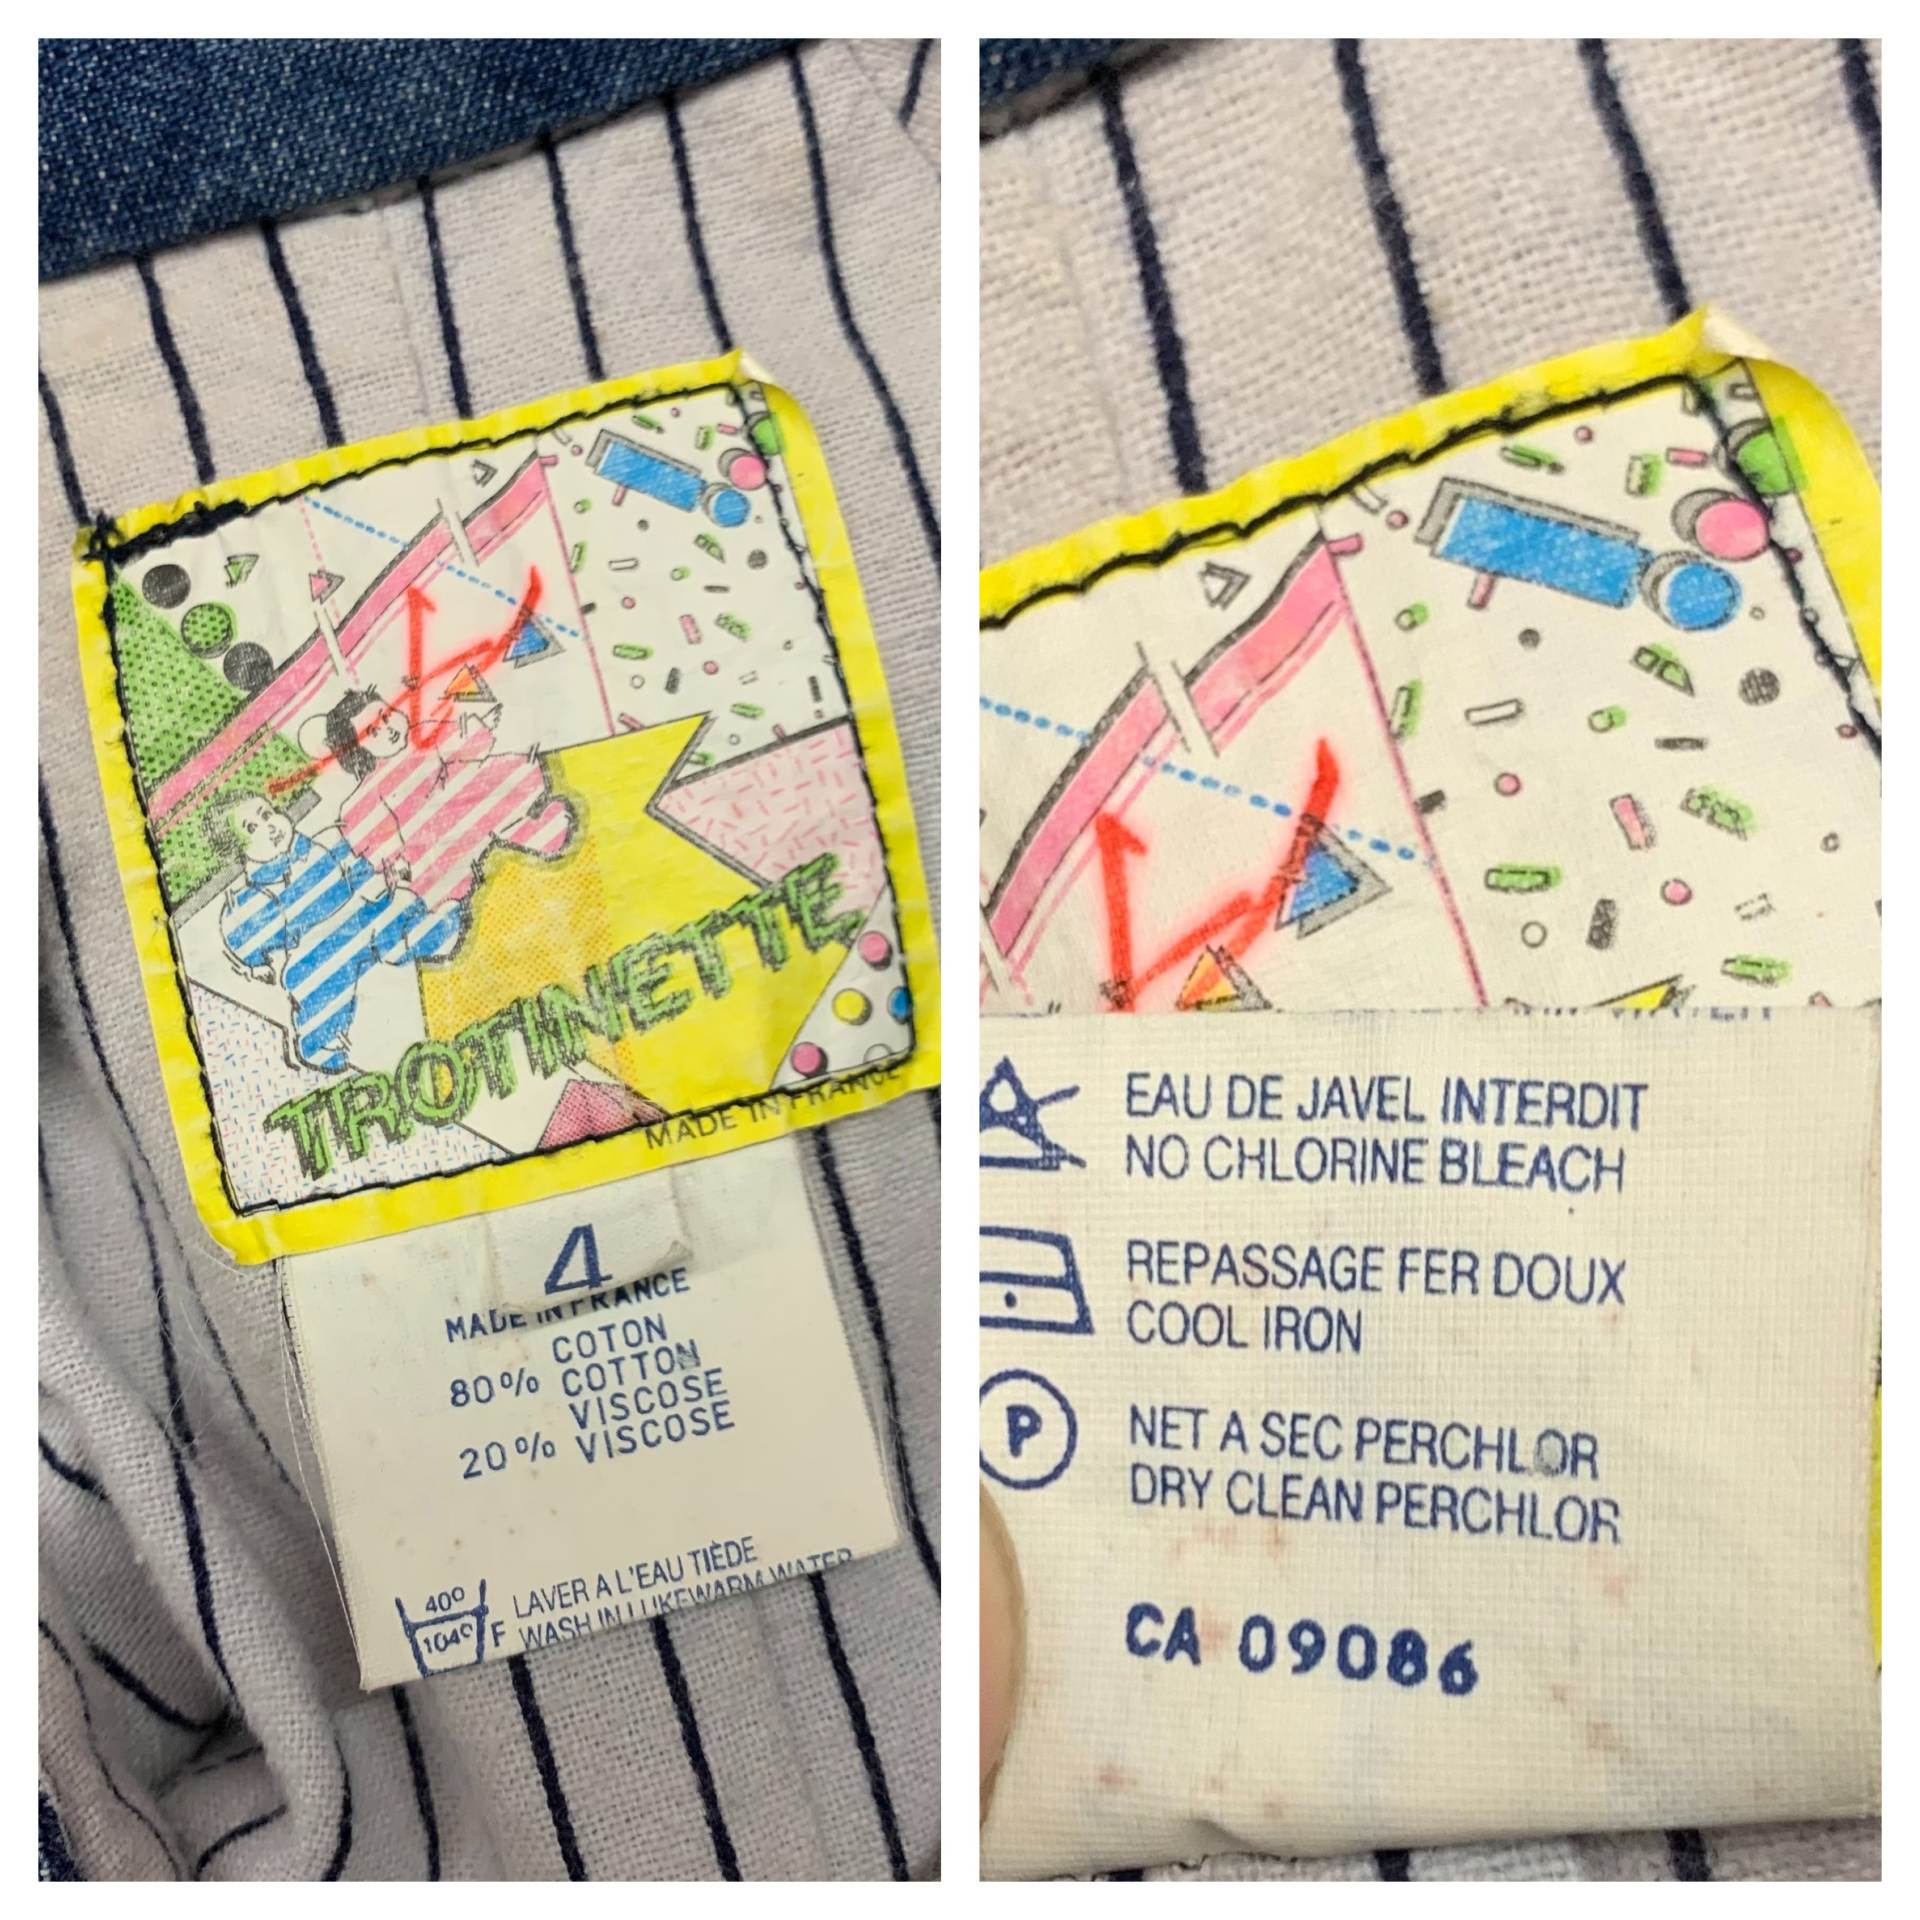 TROTINETTE
MADE IN FRANCE
4
MADE IN FRANCE
COTON
80% COTTON
VISCOSE
20% VISCOSE
40°
104° F
LAVER A L'EAU TIÈDE
WASH IN LUKEWARM WATER
EAU DE JAVEL INTERDIT
NO CHLORINE BLEACH
REPASSAGE FER DOUX
COOL IRON
P
NET A SEC PERCHLOR
DRY CLEAN PERCHLOR
CA 09086